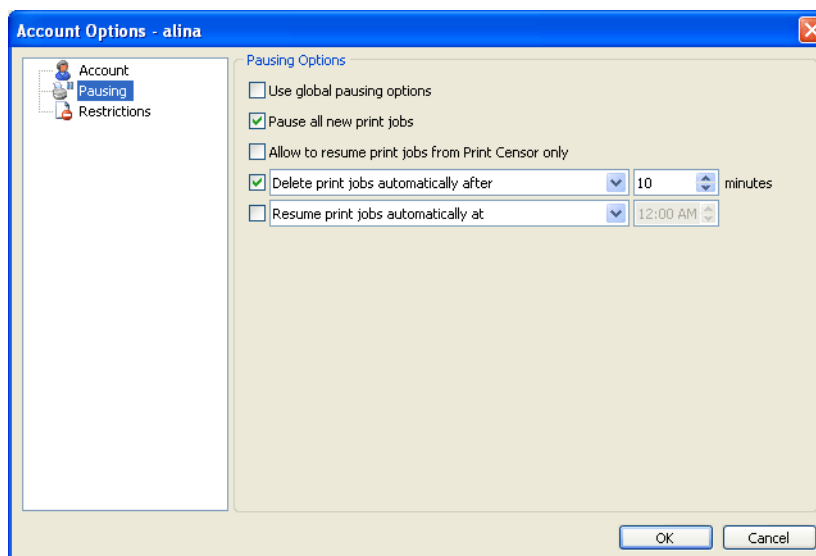 Account Options - alina
Account
Pausing
Restrictions
Pausing Options
Use global pausing options
Pause all new print jobs
Allow to resume print jobs from Print Censor only
Delete print jobs automatically after 10 minutes
Resume print jobs automatically at 12:00 AM
OK Cancel